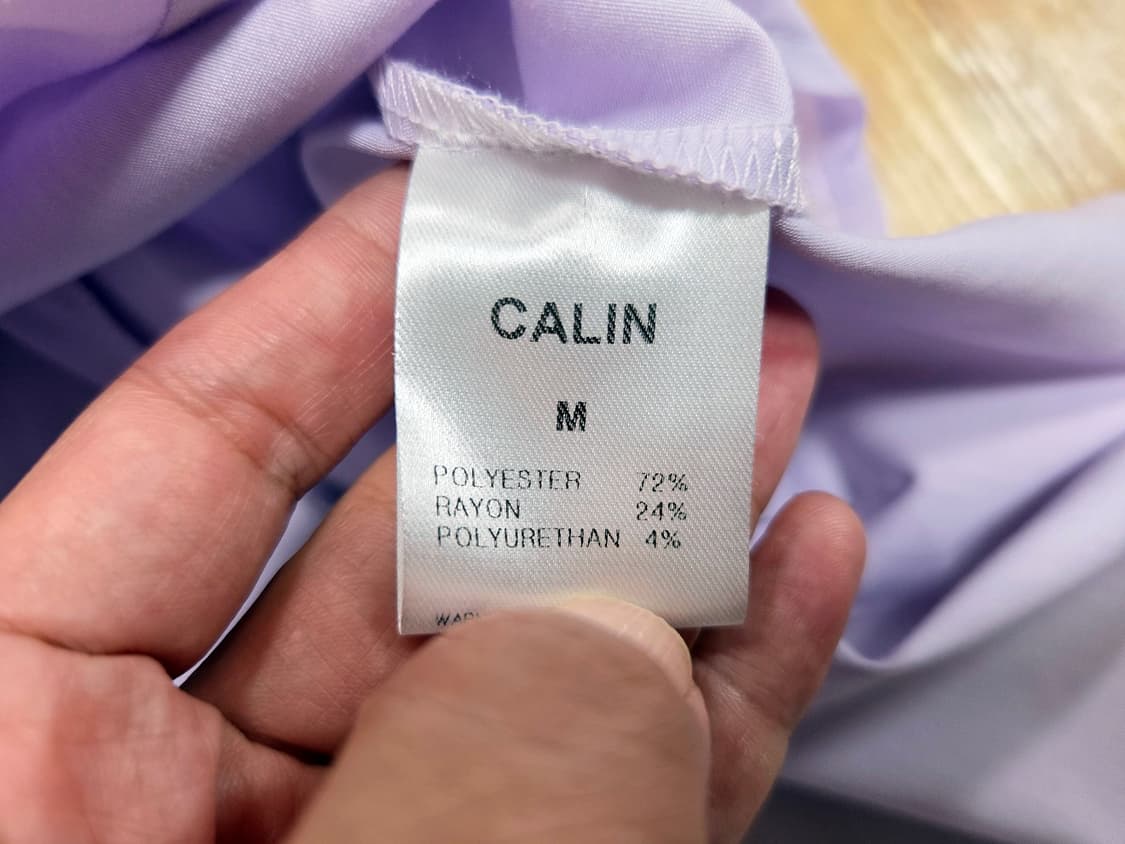 CALIN
M
POLYESTER 72%
RAYON 24%
POLYURETHAN 4%